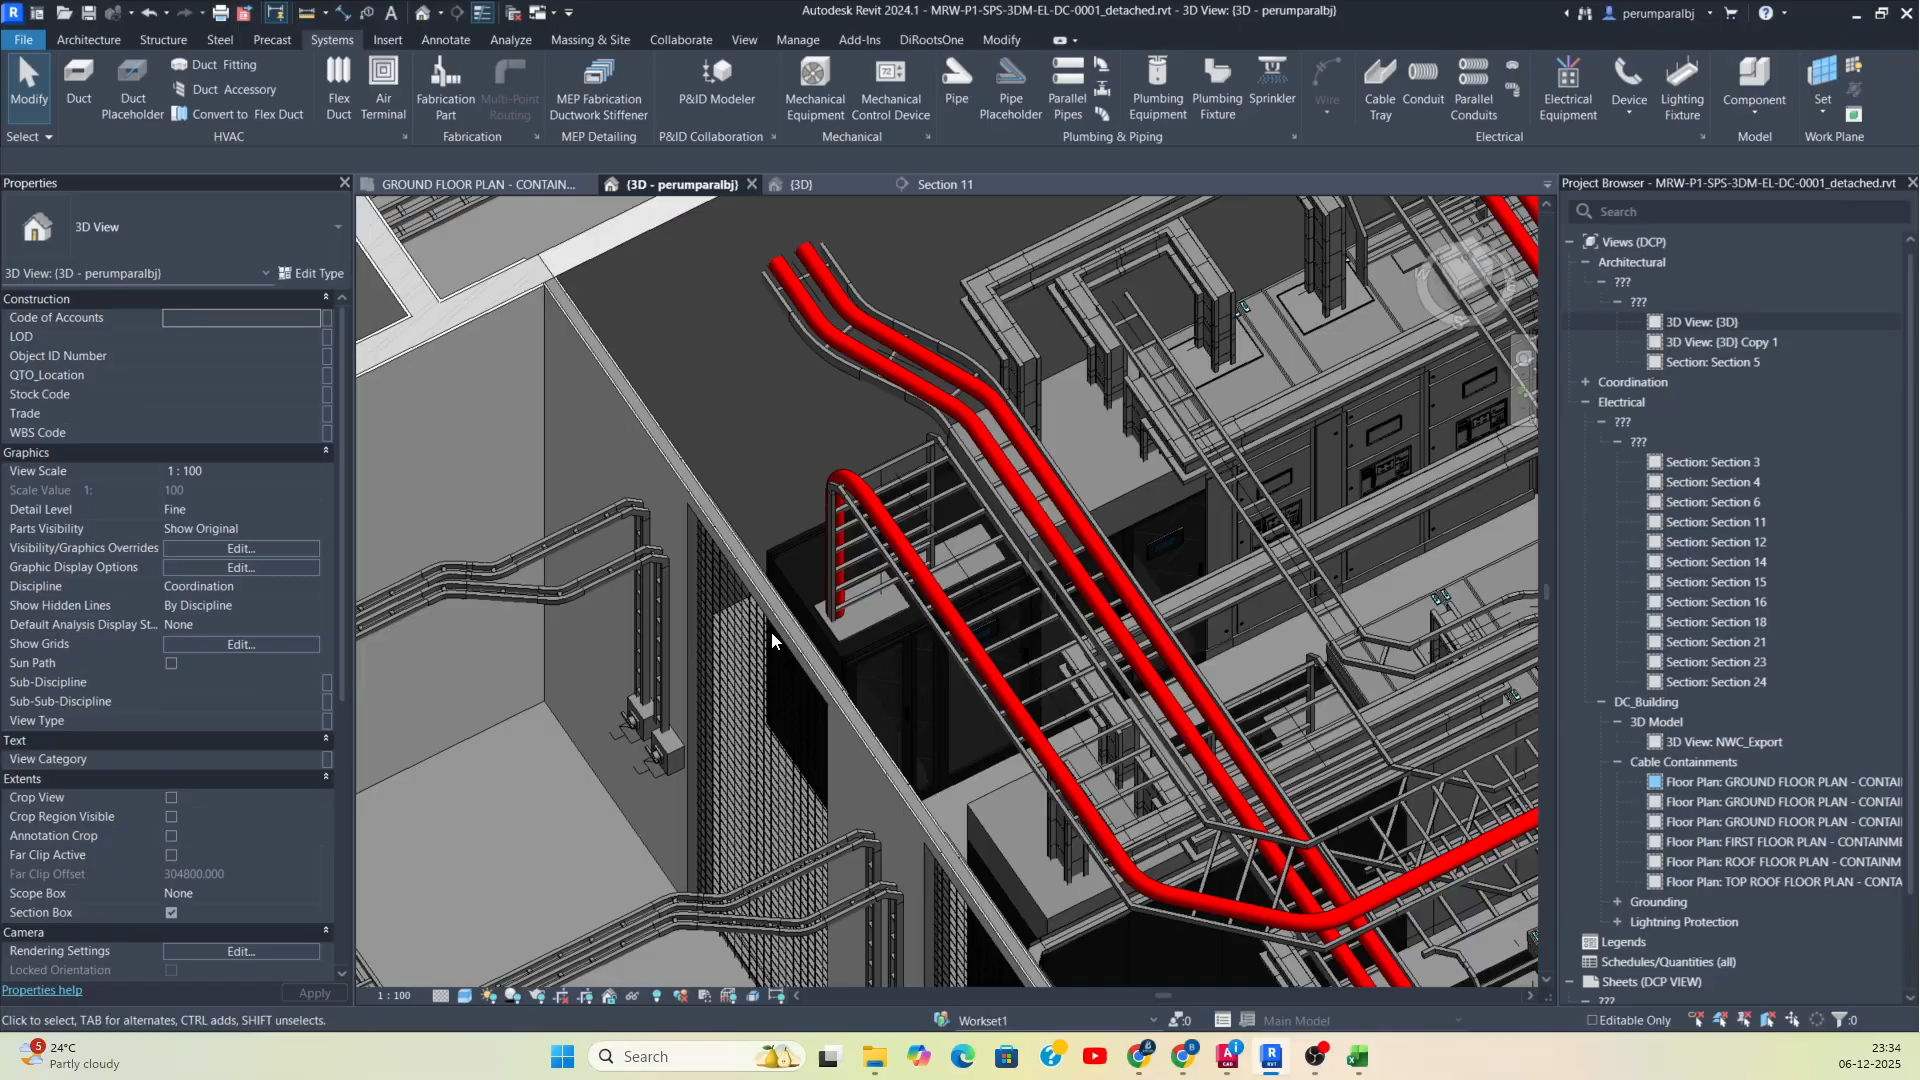 Autodesk Revit 2024.1 - MRW-P1-SPS-3DM-EL-DC-0001_detached.rvt - 3D View: {3D - perumparalbj}
perumparalbj
File Architecture Structure Steel Precast Systems Insert Annotate Analyze Massing & Site Collaborate View Manage Add-Ins DiRootsOne Modify
Modify
Duct
Duct Placeholder
Duct Fitting
Duct Accessory
Convert to Flex Duct
Flex Duct
Air Terminal
Fabrication Part
Multi-Point Routing
MEP Fabrication Ductwork Stiffener
P&ID Modeler
Mechanical Equipment
Mechanical Control Device
Pipe
Pipe Placeholder
Parallel Pipes
Plumbing Equipment
Plumbing Fixture
Sprinkler
Wire
Cable Tray
Conduit
Parallel Conduits
Electrical Equipment
Device
Lighting Fixture
Component
Set
Select HVAC Fabrication MEP Detailing P&ID Collaboration Mechanical Plumbing & Piping Electrical Model Work Plane
Properties
GROUND FLOOR PLAN - CONTAIN...
{3D - perumparalbj}
{3D}
Section 11
Project Browser - MRW-P1-SPS-3DM-EL-DC-0001_detached.rvt
3D View
3D View: {3D - perumparalbj}
Edit Type
Construction
Code of Accounts
LOD
Object ID Number
QTO_Location
Stock Code
Trade
WBS Code
Graphics
View Scale 1 : 100
Scale Value 1: 100
Detail Level Fine
Parts Visibility Show Original
Visibility/Graphics Overrides Edit...
Graphic Display Options Edit...
Discipline Coordination
Show Hidden Lines By Discipline
Default Analysis Display St... None
Show Grids Edit...
Sun Path
Sub-Discipline
Sub-Sub-Discipline
View Type
Text
View Category
Extents
Crop View
Crop Region Visible
Annotation Crop
Far Clip Active
Far Clip Offset 304800.000
Scope Box None
Section Box
Camera
Rendering Settings Edit...
Locked Orientation
Properties help
Apply
1 : 100
Search
Views (DCP)
Architectural
???
???
3D View: {3D}
3D View: {3D} Copy 1
Section: Section 5
Coordination
Electrical
???
???
Section: Section 3
Section: Section 4
Section: Section 6
Section: Section 11
Section: Section 12
Section: Section 14
Section: Section 15
Section: Section 16
Section: Section 18
Section: Section 21
Section: Section 23
Section: Section 24
DC_Building
3D Model
3D View: NWC_Export
Cable Containments
Floor Plan: GROUND FLOOR PLAN - CONTAI
Floor Plan: GROUND FLOOR PLAN - CONTAI
Floor Plan: GROUND FLOOR PLAN - CONTAI
Floor Plan: FIRST FLOOR PLAN - CONTAINME
Floor Plan: ROOF FLOOR PLAN - CONTAINM
Floor Plan: TOP ROOF FLOOR PLAN - CONTA
Grounding
Lightning Protection
Legends
Schedules/Quantities (all)
Sheets (DCP VIEW)
???
Click to select, TAB for alternates, CTRL adds, SHIFT unselects.
Workset1
:0
Main Model
Editable Only
:0
5
24°C
Partly cloudy
Search
23:34
06-12-2025